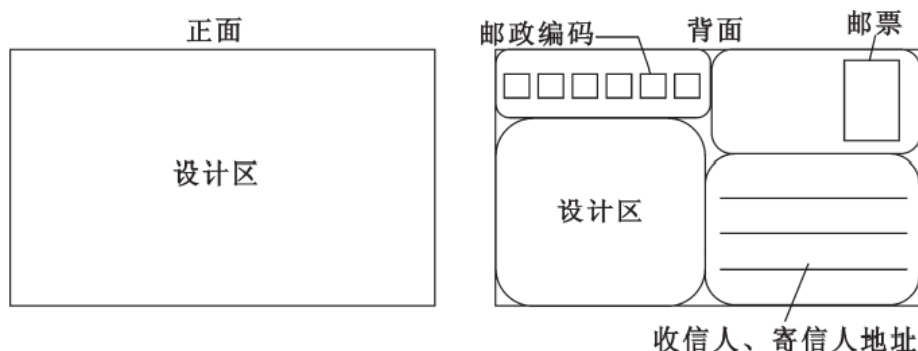 正面
设计区
邮政编码
背面
邮票
设计区
收信人、寄信人地址